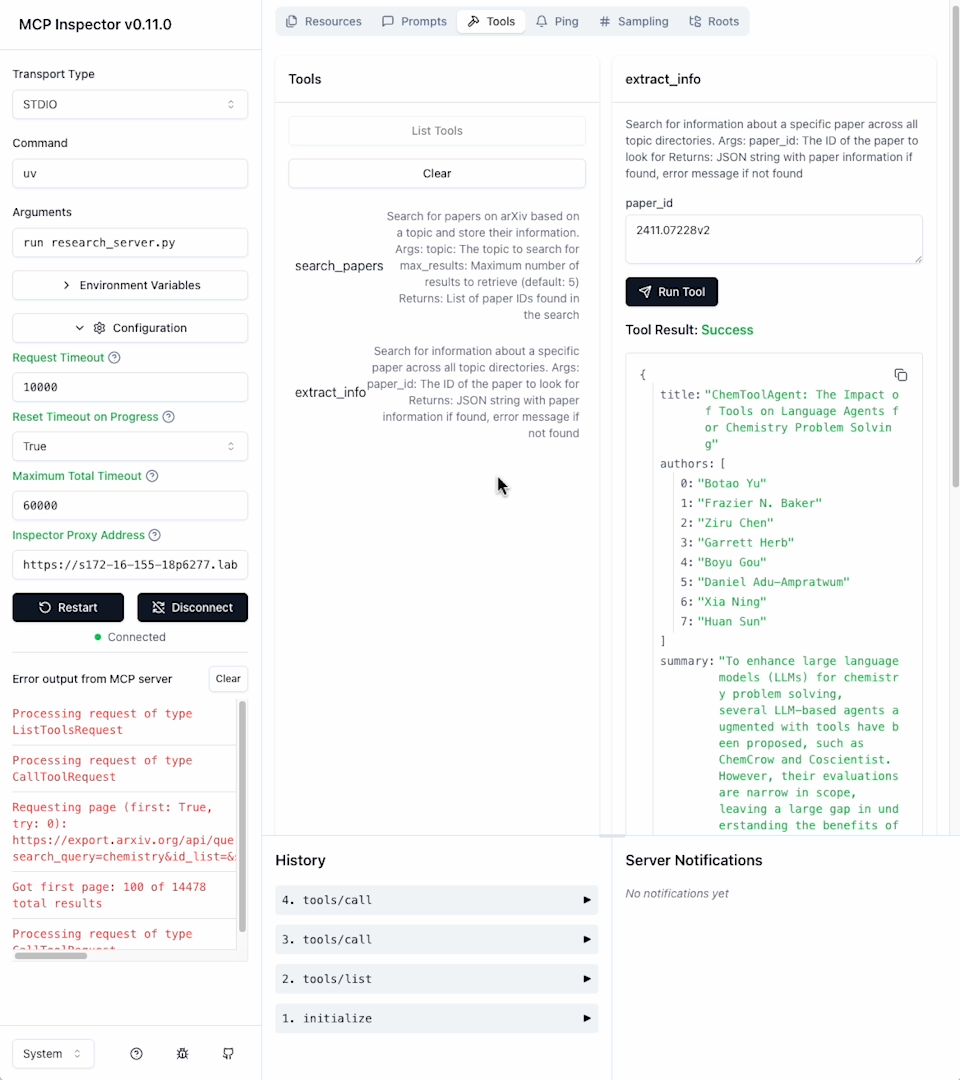 MCP Inspector v0.11.0
Transport Type
STDIO
Command
uv
Arguments
run research_server.py
Environment Variables
Configuration
Request Timeout
10000
Reset Timeout on Progress
True
Maximum Total Timeout
60000
Inspector Proxy Address
https://s172-16-155-18p6277.lab
Restart
Disconnect
Connected
Error output from MCP server
Clear
Processing request of type
ListToolsRequest
Processing request of type
CallToolRequest
Requesting page (first: True,
try: 0):
https://export.arxiv.org/api/que
search_query=chemistry&id_list=&
Got first page: 100 of 14478
total results
Processing request of type
CallToolRequest
System
Resources
Prompts
Tools
Ping
Sampling
Roots
Tools
List Tools
Clear
search_papers
Search for papers on arXiv based on
a topic and store their information.
Args: topic: The topic to search for
max_results: Maximum number of
results to retrieve (default: 5)
Returns: List of paper IDs found in
the search
extract_info
Search for information about a specific
paper across all topic directories. Args:
paper_id: The ID of the paper to look for
Returns: JSON string with paper
information if found, error message if
not found
extract_info
Search for information about a specific paper across all
topic directories. Args: paper_id: The ID of the paper to
look for Returns: JSON string with paper information if
found, error message if not found
paper_id
2411.07228v2
Run Tool
Tool Result: Success
{
title: "ChemToolAgent: The Impact o
f Tools on Language Agents f
or Chemistry Problem Solvin
g"
authors: [
0: "Botao Yu"
1: "Frazier N. Baker"
2: "Ziru Chen"
3: "Garrett Herb"
4: "Boyu Gou"
5: "Daniel Adu-Ampratwum"
6: "Xia Ning"
7: "Huan Sun"
]
summary: "To enhance large language
models (LLMs) for chemistr
y problem solving,
several LLM-based agents a
ugmented with tools have b
een proposed, such as
ChemCrow and Coscientist.
However, their evaluations
are narrow in scope,
leaving a large gap in und
erstanding the benefits of
History
4. tools/call
3. tools/call
2. tools/list
1. initialize
Server Notifications
No notifications yet